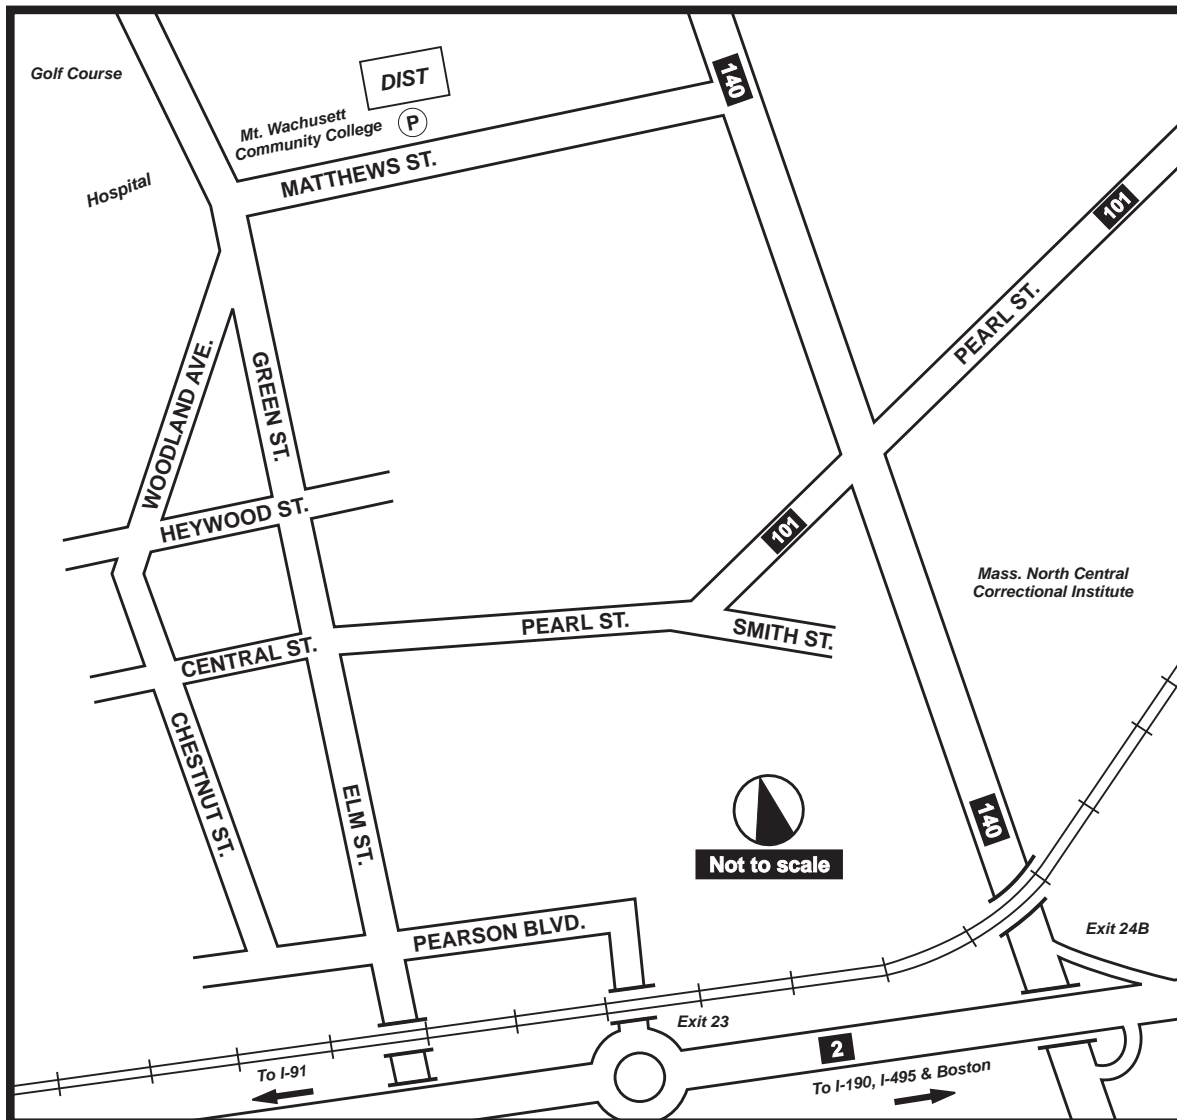 Golf Course
DIST
140
Mt. Wachusett
Community College
P
MATTHEWS ST.
Hospital
101
PEARL ST.
WOODLAND AVE.
GREEN ST.
HEYWOOD ST.
101
Mass. North Central
Correctional Institute
PEARL ST.
SMITH ST.
CENTRAL ST.
CHESTNUT ST.
ELM ST.
140
Not to scale
PEARSON BLVD.
Exit 24B
Exit 23
2
To I-91
To I-190, I-495 & Boston